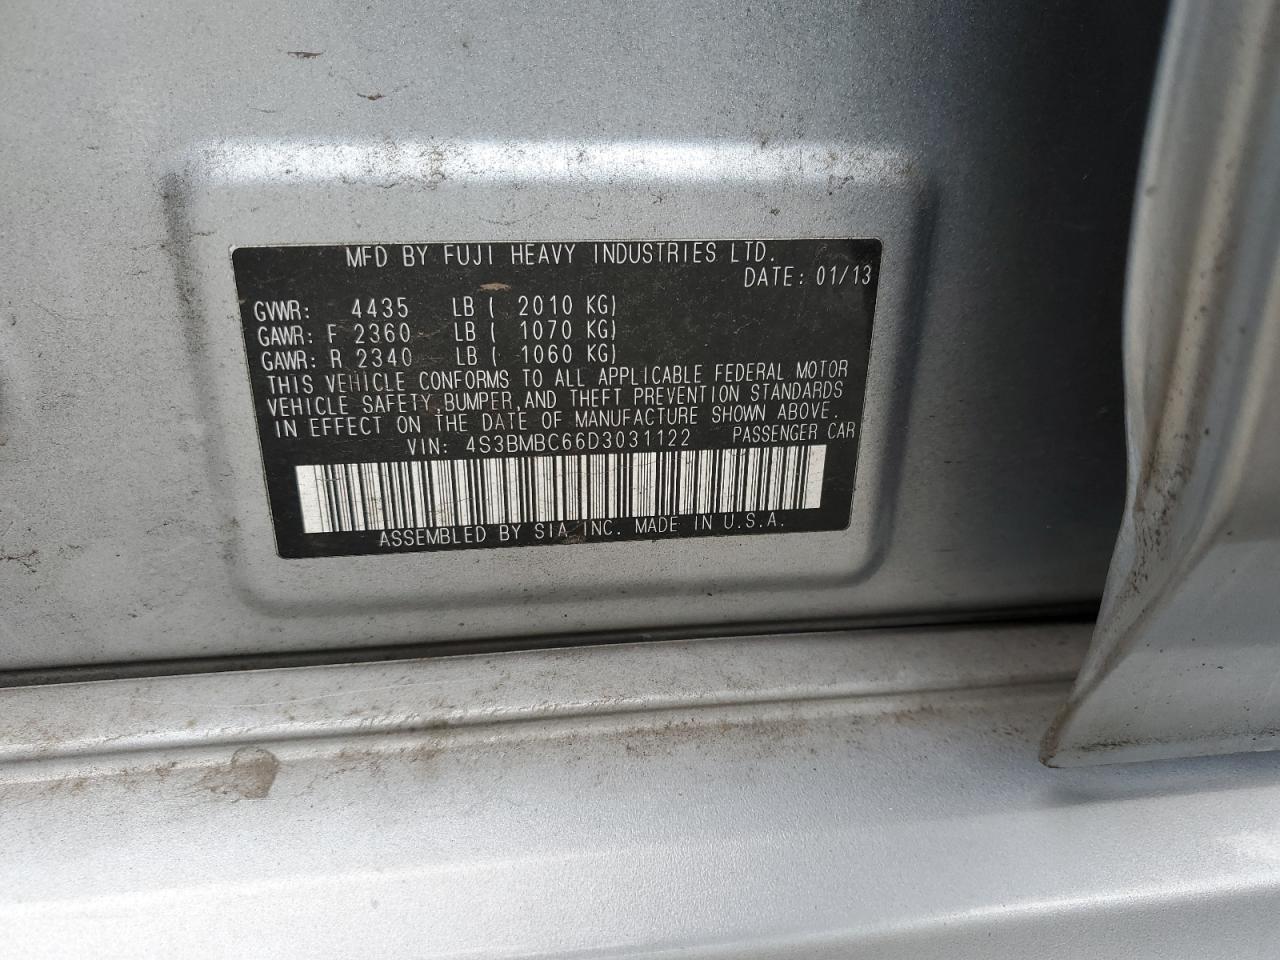 MFD BY FUJI HEAVY INDUSTRIES LTD.
DATE: 01/13
GVWR: 4435 LB ( 2010 KG)
GAWR: F 2360 LB ( 1070 KG)
GAWR: R 2340 LB ( 1060 KG)
THIS VEHICLE CONFORMS TO ALL APPLICABLE FEDERAL MOTOR
VEHICLE SAFETY,BUMPER,AND THEFT PREVENTION STANDARDS
IN EFFECT ON THE DATE OF MANUFACTURE SHOWN ABOVE.
VIN: 4S3BMBC66D3031122 PASSENGER CAR
ASSEMBLED BY SIA INC. MADE IN U.S.A.